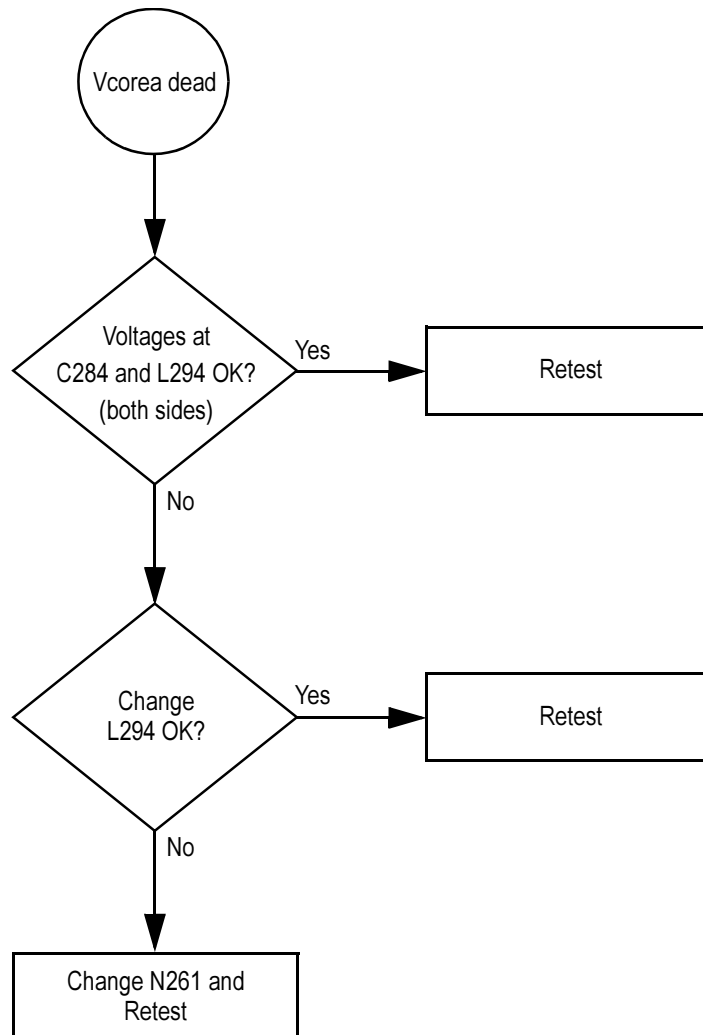 Vcorea dead
Voltages at
C284 and L294 OK?
(both sides)
Yes
Retest
No
Change
L294 OK?
Yes
Retest
No
Change N261 and
Retest